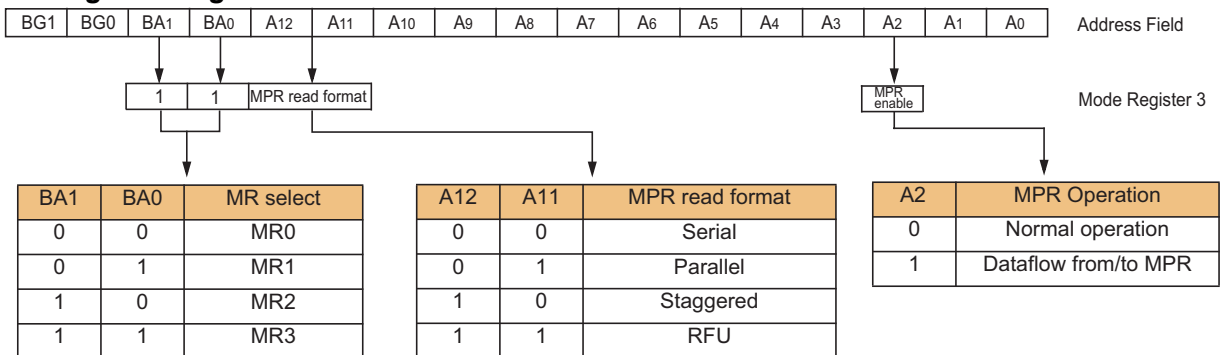 BG1 BG0 BA1 BA0 A12 A11 A10 A9 A8 A7 A6 A5 A4 A3 A2 A1 A0 Address Field
1 1 MPR read format MPR enable Mode Register 3
BA1 BA0 MR select
0 0 MR0
0 1 MR1
1 0 MR2
1 1 MR3
A12 A11 MPR read format
0 0 Serial
0 1 Parallel
1 0 Staggered
1 1 RFU
A2 MPR Operation
0 Normal operation
1 Dataflow from/to MPR